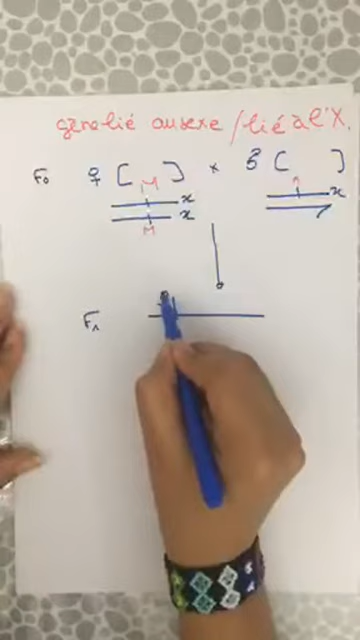 gène lié au sexe / lié à l'X.
F0 ♀ [ ] × ♂ [ ]
M
x x
x
M
F1